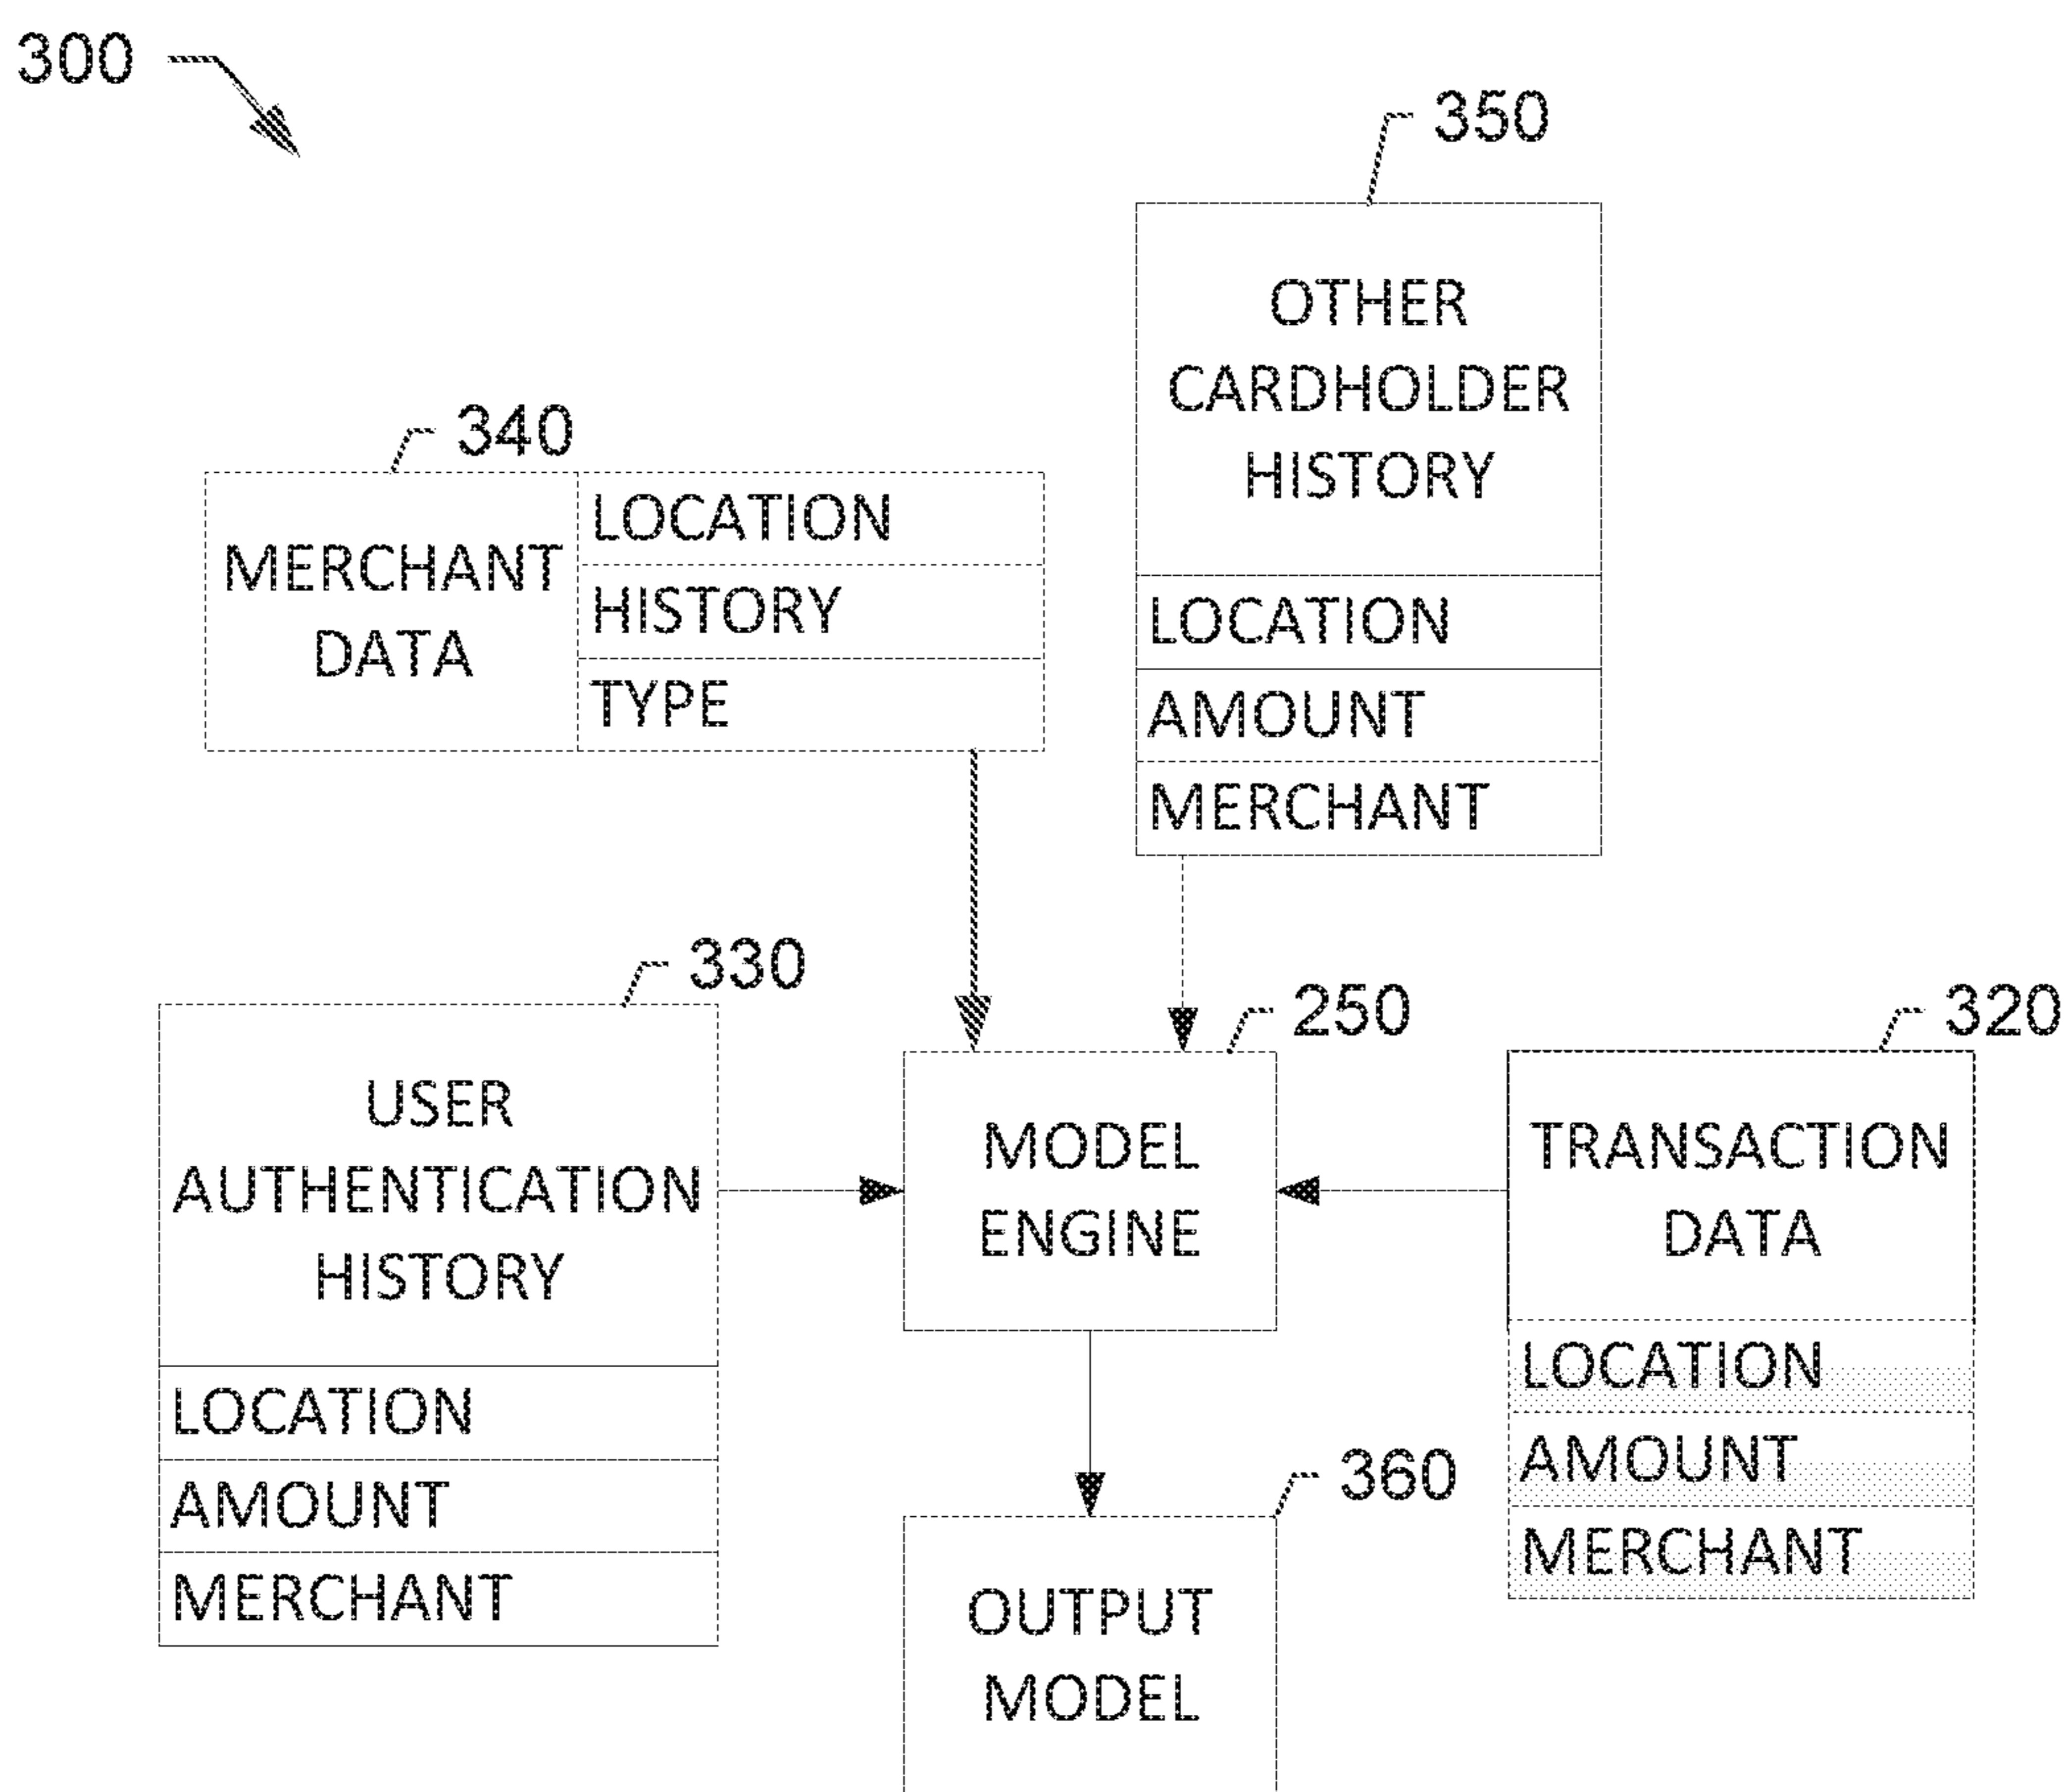 300
350
OTHER
CARDHOLDER
HISTORY
LOCATION
AMOUNT
MERCHANT
340
MERCHANT
DATA
LOCATION
HISTORY
TYPE
330
USER
AUTHENTICATION
HISTORY
LOCATION
AMOUNT
MERCHANT
250
MODEL
ENGINE
320
TRANSACTION
DATA
LOCATION
AMOUNT
MERCHANT
360
OUTPUT
MODEL